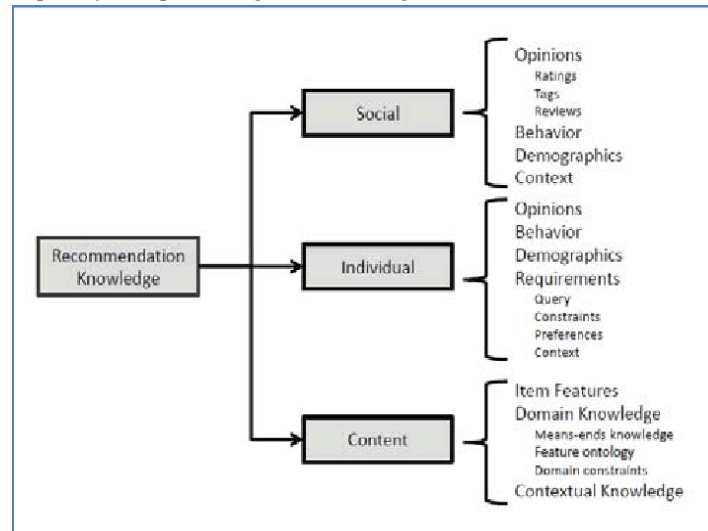 Recommendation
Knowledge
Social
Opinions
Ratings
Tags
Reviews
Behavior
Demographics
Context
Individual
Opinions
Behavior
Demographics
Requirements
Query
Constraints
Preferences
Context
Content
Item Features
Domain Knowledge
Means-ends knowledge
Feature ontology
Domain constraints
Contextual Knowledge